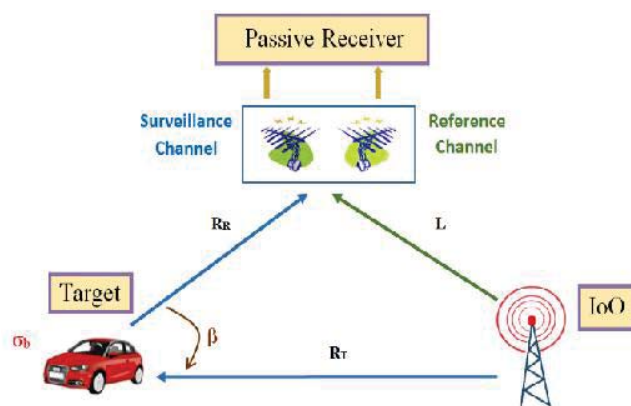 Passive Receiver
Surveillance
Channel
Reference
Channel
RR
L
Target
IoO
σb
β
RT